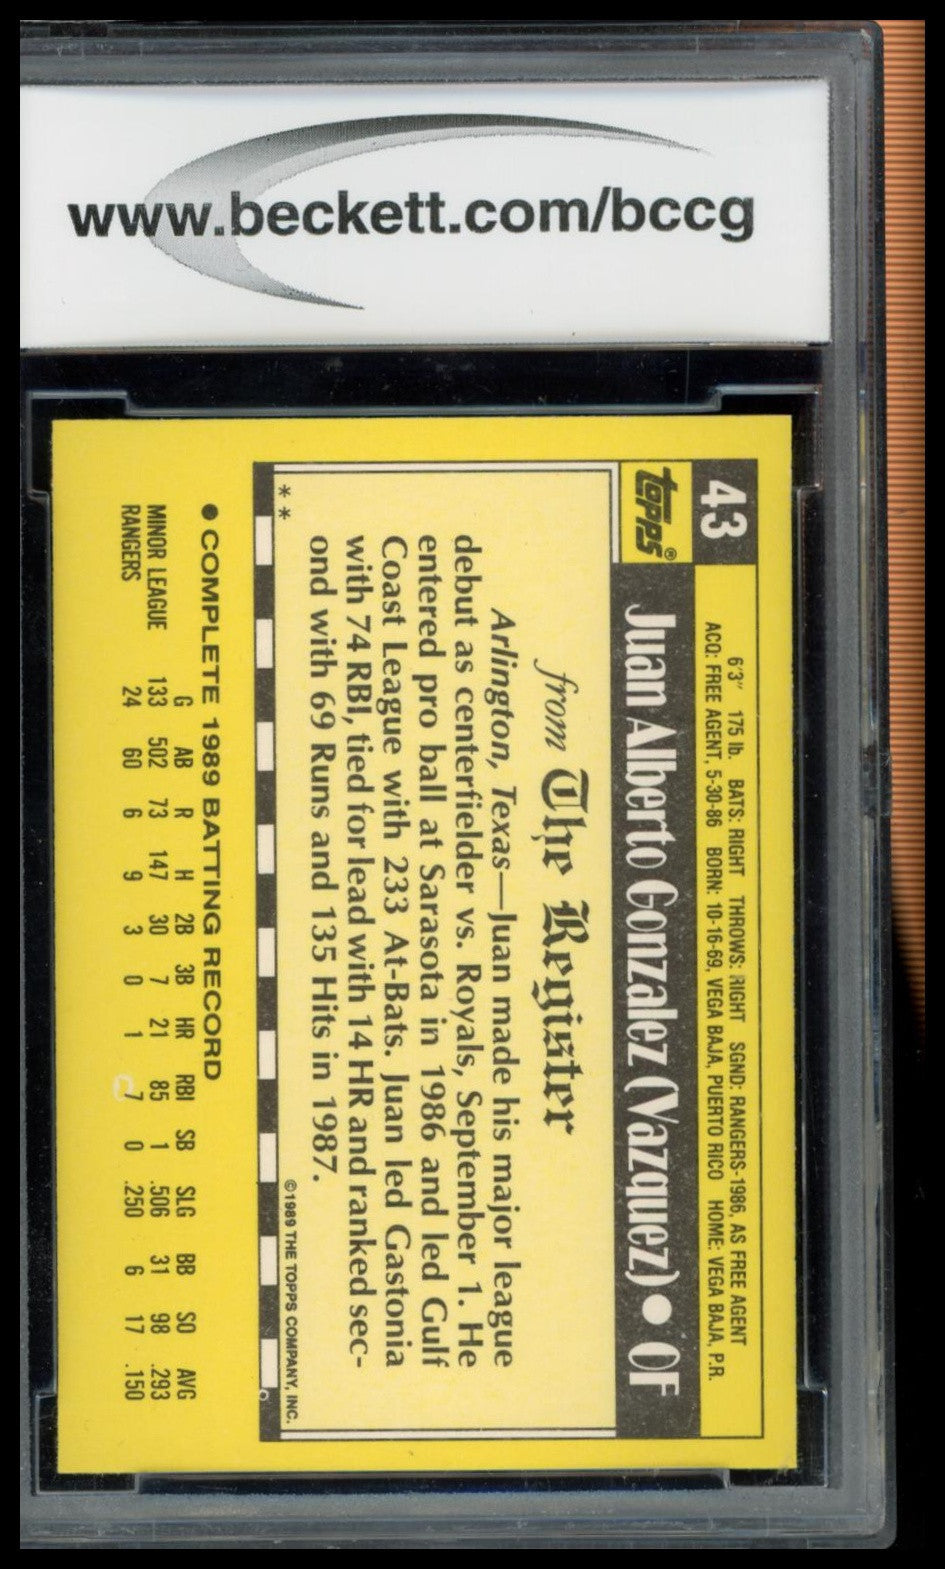 www.beckett.com/bccg
43
6'3" 175 lb. BATS: RIGHT THROWS: RIGHT SGND: RANGERS-1986, AS FREE AGENT
ACQ: FREE AGENT, 5-30-86 BORN: 10-16-69, VEGA BAJA, PUERTO RICO HOME: VEGA BAJA, P.R.
topps®
Juan Alberto Gonzalez (Vazquez) ● OF
from The Register
Arlington, Texas—Juan made his major league
debut as centerfielder vs. Royals, September 1. He
entered pro ball at Sarasota in 1986 and led Gulf
Coast League with 233 At-Bats. Juan led Gastonia
with 74 RBI, tied for lead with 14 HR and ranked sec-
ond with 69 Runs and 135 Hits in 1987.
** ©1989 THE TOPPS COMPANY, INC.
● COMPLETE 1989 BATTING RECORD
G AB R H 2B 3B HR RBI SB SLG BB SO AVG
MINOR LEAGUE 133 502 73 147 30 7 21 85 1 .506 31 98 .293
RANGERS 24 60 6 9 3 0 1 7 0 .250 6 17 .150